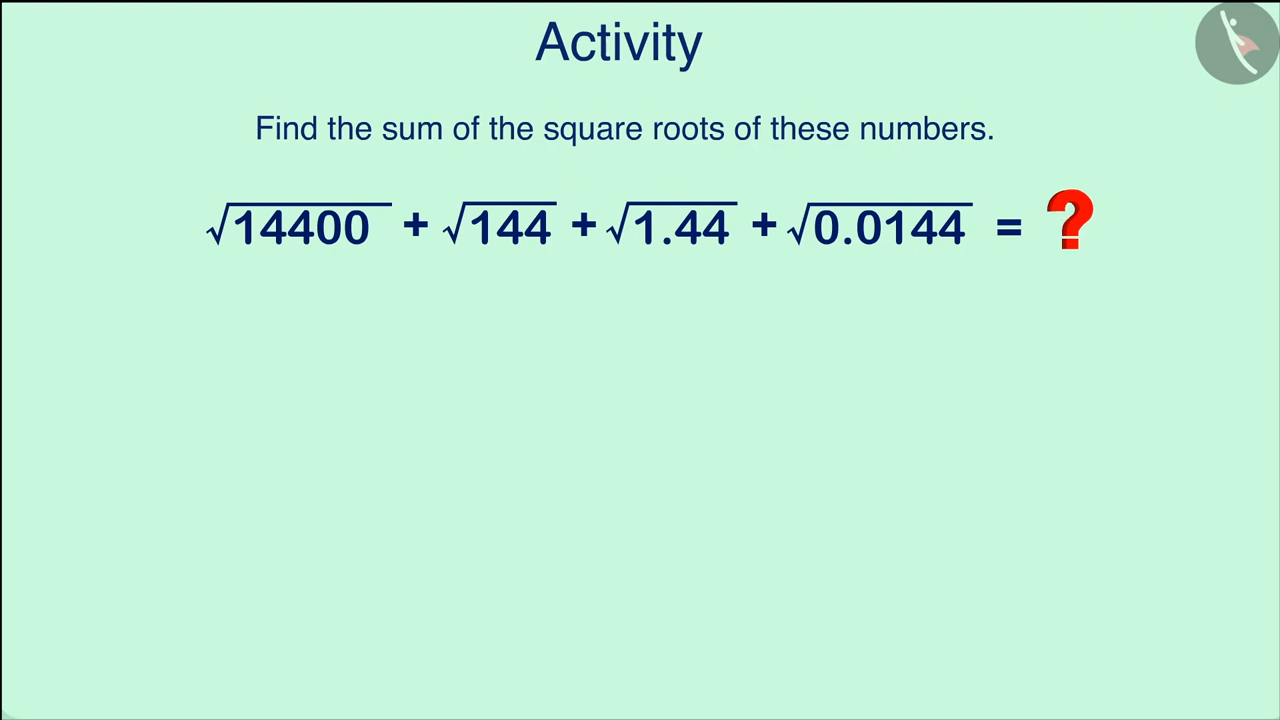 Activity
Find the sum of the square roots of these numbers.
√14400 + √144 + √1.44 + √0.0144 = ?